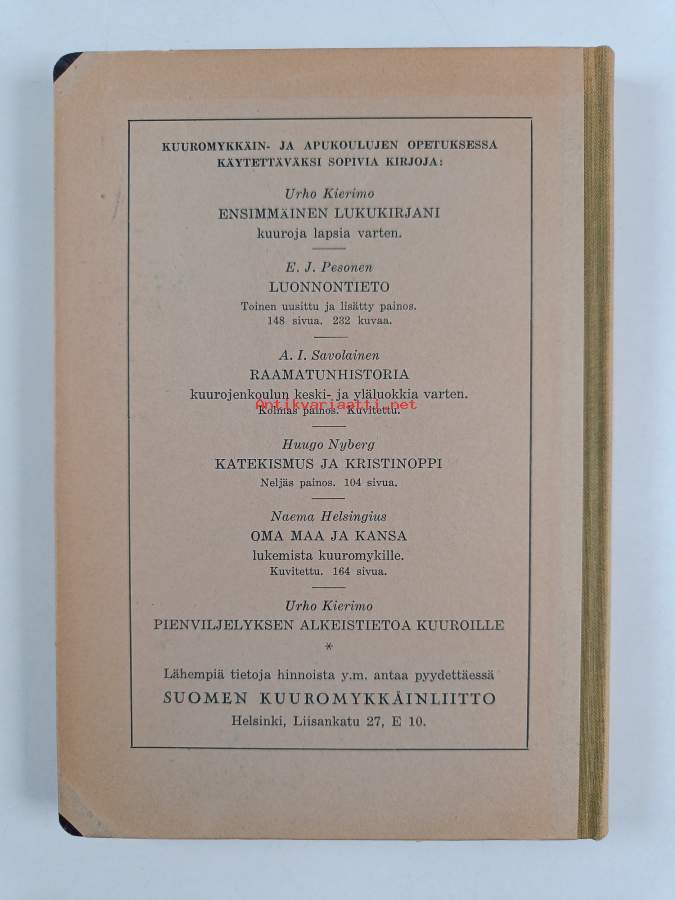 KUUROMYKKÄIN- JA APUKOULUJEN OPETUKSESSA
KÄYTETTÄVÄKSI SOPIVIA KIRJOJA:
Urho Kierimo
ENSIMMÄINEN LUKUKIRJANI
kuuroja lapsia varten.
E. J. Pesonen
LUONNONTIETO
Toinen uusittu ja lisätty painos.
148 sivua. 232 kuvaa.
A. I. Savolainen
RAAMATUNHISTORIA
kuurojenkoulun keski- ja yläluokkia varten.
Antikvariaatti.net
Kolmas painos. Kuvitettu.
Huugo Nyberg
KATEKISMUS JA KRISTINOPPI
Neljäs painos. 104 sivua.
Naema Helsingius
OMA MAA JA KANSA
lukemista kuuromykille.
Kuvitettu. 164 sivua.
Urho Kierimo
PIENVILJELYKSEN ALKEISTIETOA KUUROILLE
*
Lähempiä tietoja hinnoista y.m. antaa pyydettäessä
SUOMEN KUUROMYKKÄINLIITTO
Helsinki, Liisankatu 27, E 10.